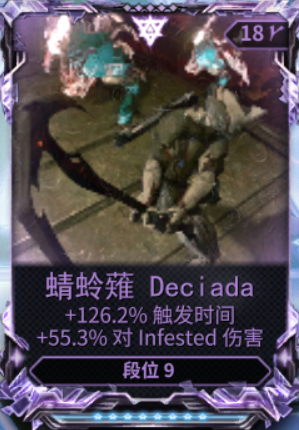 18
蜻蛉薙 Deciada
+126.2% 触发时间
+55.3% 对 Infested 伤害
段位 9